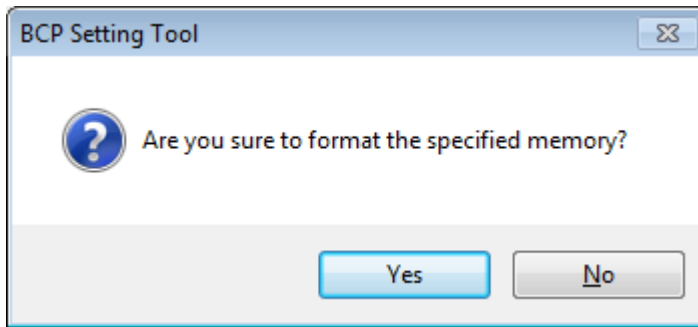 BCP Setting Tool
Are you sure to format the specified memory?
Yes No